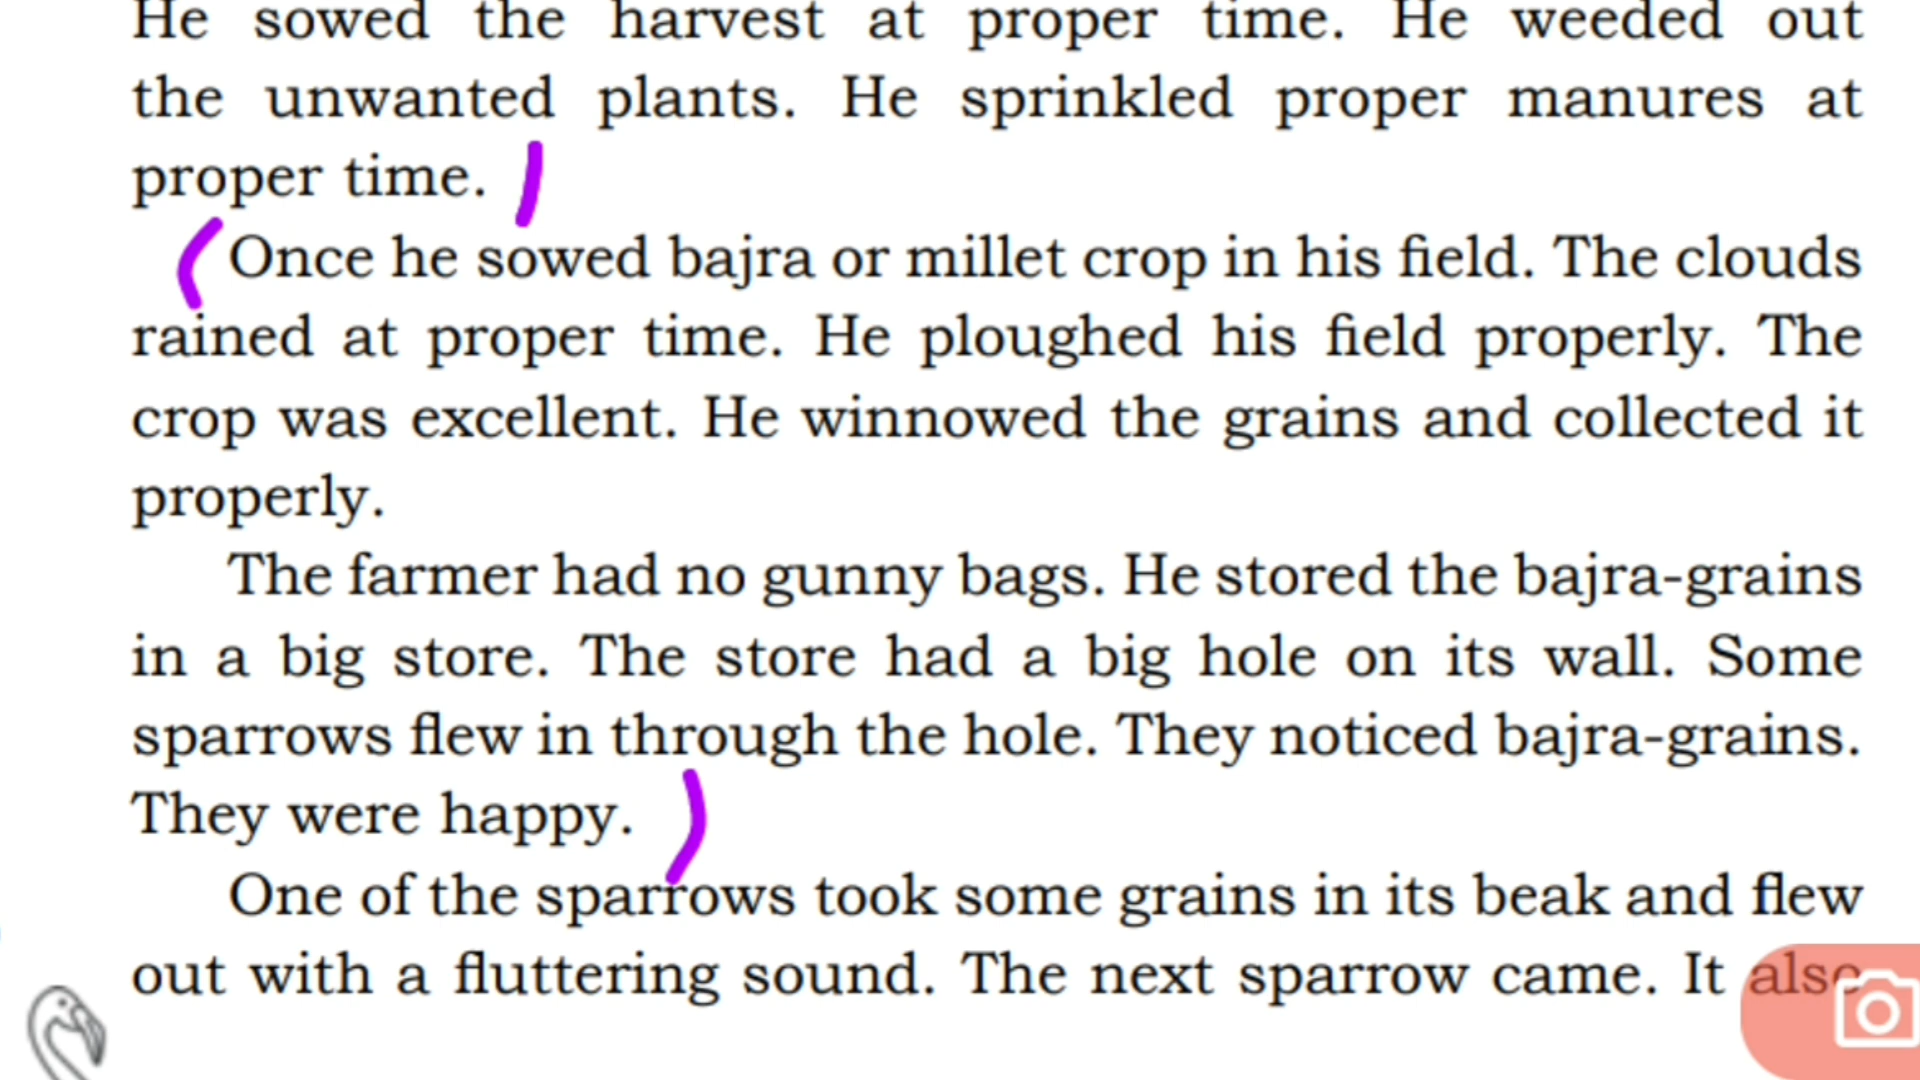 He sowed the harvest at proper time. He weeded out
the unwanted plants. He sprinkled proper manures at
proper time.
Once he sowed bajra or millet crop in his field. The clouds
rained at proper time. He ploughed his field properly. The
crop was excellent. He winnowed the grains and collected it
properly.
The farmer had no gunny bags. He stored the bajra-grains
in a big store. The store had a big hole on its wall. Some
sparrows flew in through the hole. They noticed bajra-grains.
They were happy.
One of the sparrows took some grains in its beak and flew
out with a fluttering sound. The next sparrow came. It also